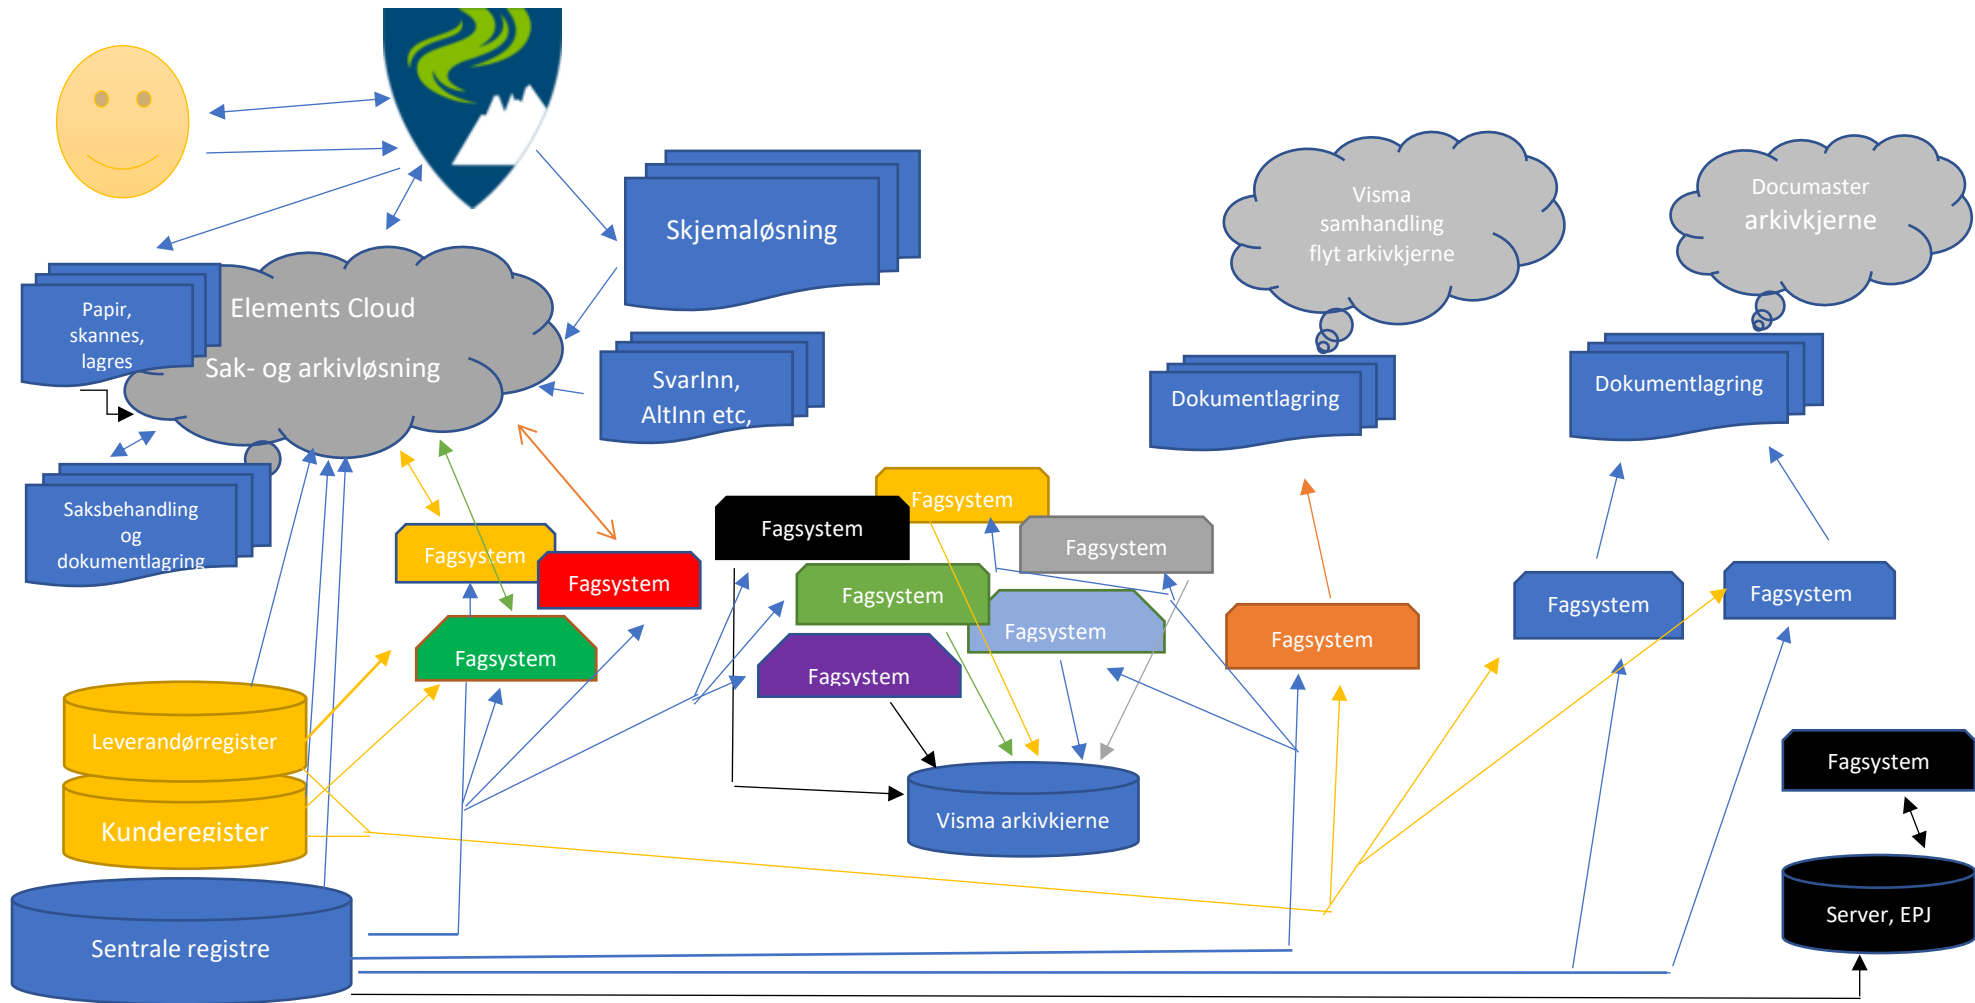 Skjemaløsning
Visma
samhandling
flyt arkivkjerne
Documaster
arkivkjerne
Papir,
skannes,
lagres
Elements Cloud
Sak- og arkivløsning
SvarInn,
AltInn etc,
Dokumentlagring
Dokumentlagring
Saksbehandling
og
dokumentlagring
Fagsystem
Fagsystem
Fagsystem
Fagsystem
Fagsystem
Fagsystem
Fagsystem
Fagsystem
Fagsystem
Fagsystem
Fagsystem
Fagsystem
Leverandørregister
Kunderegister
Visma arkivkjerne
Fagsystem
Sentrale registre
Server, EPJ